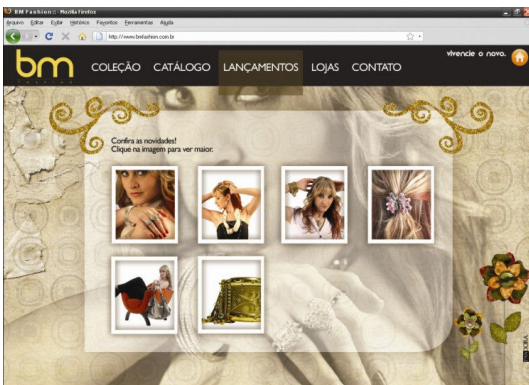 BM Fashion :: - Mozilla Firefox
Arquivo Editar Exibir Histórico Favoritos Ferramentas Ajuda
http://www.bmfashion.com.br
bm
COLEÇÃO CATÁLOGO LANÇAMENTOS LOJAS CONTATO
vivencie o novo.
Confira as novidades!
Clique na imagem para ver maior.